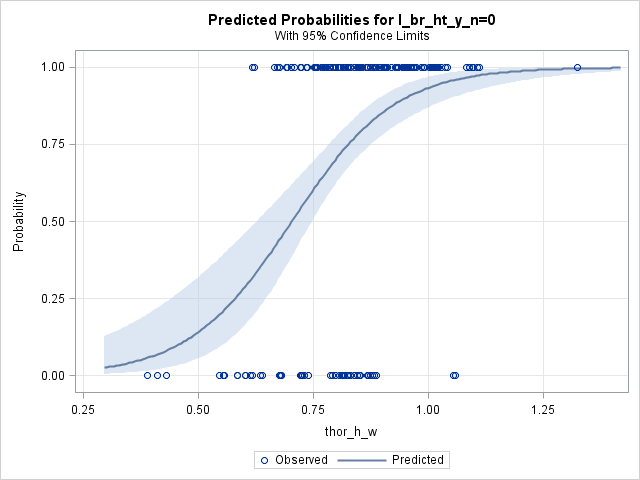 Predicted Probabilities for l_br_ht_y_n=0
With 95% Confidence Limits
1.00
0.75
0.50
0.25
0.00
Probability
0.25
0.50
0.75
1.00
1.25
thor_h_w
Observed
Predicted